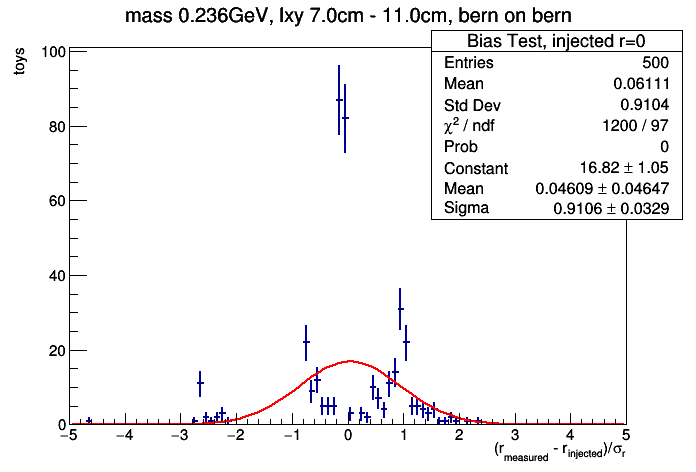 mass 0.236GeV, lxy 7.0cm - 11.0cm, bern on bern
Bias Test, injected r=0
Entries 500
Mean 0.06111
Std Dev 0.9104
χ² / ndf 1200 / 97
Prob 0
Constant 16.82 ± 1.05
Mean 0.04609 ± 0.04647
Sigma 0.9106 ± 0.0329
toys
100
80
60
40
20
0
−5 −4 −3 −2 −1 0 1 2 3 4 5
(r_measured - r_injected)/σ_r